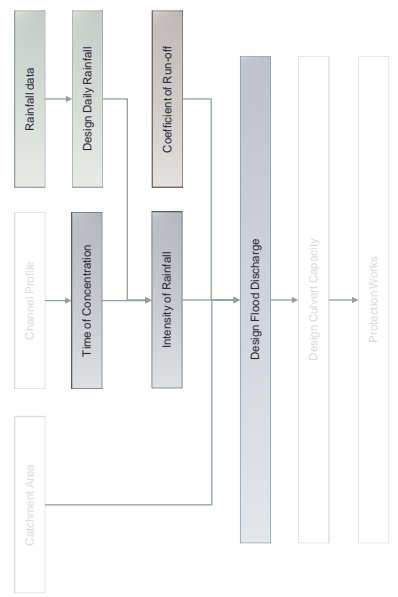 Rainfall data
Design Daily Rainfall
Coefficient of Run-off
Channel Profile
Time of Concentration
Intensity of Rainfall
Catchment Area
Design Flood Discharge
Design Culvert Capacity
Protection Works